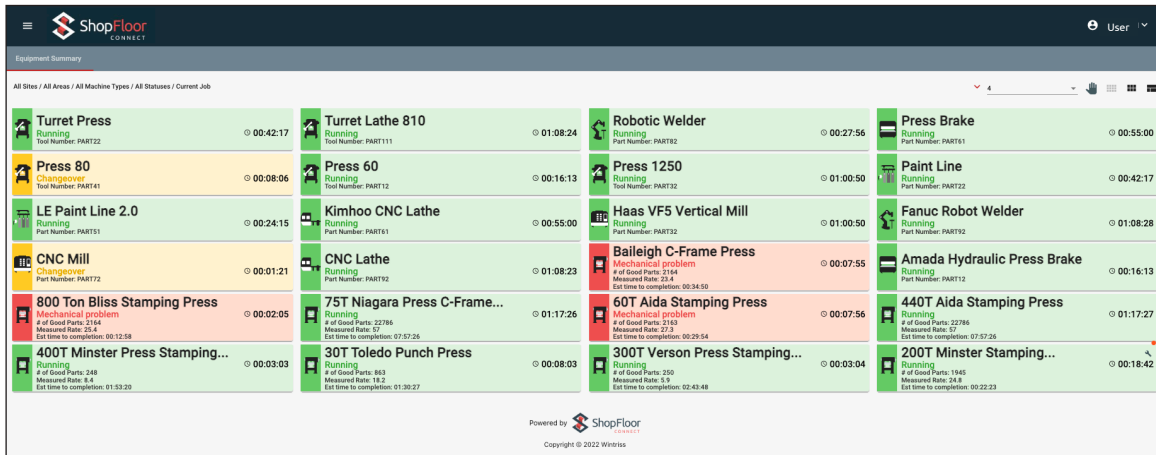 ShopFloor
CONNECT
User
Equipment Summary
All Sites / All Areas / All Machine Types / All Statuses / Current Job
4
Turret Press
Running
Tool Number: PART22
00:42:17
Turret Lathe 810
Running
Tool Number: PART111
01:08:24
Robotic Welder
Running
Part Number: PART82
00:27:56
Press Brake
Running
Part Number: PART61
00:55:00
Press 80
Changeover
Tool Number: PART41
00:08:06
Press 60
Running
Tool Number: PART12
00:16:13
Press 1250
Running
Tool Number: PART32
01:00:50
Paint Line
Running
Part Number: PART22
00:42:17
LE Paint Line 2.0
Running
Part Number: PART51
00:24:15
Kimhoo CNC Lathe
Running
Part Number: PART61
00:55:00
Haas VF5 Vertical Mill
Running
Part Number: PART32
01:00:50
Fanuc Robot Welder
Running
Part Number: PART92
01:08:28
CNC Mill
Changeover
Part Number: PART72
00:01:21
CNC Lathe
Running
Part Number: PART92
01:08:23
Baileigh C-Frame Press
Mechanical problem
# of Good Parts: 2164
Measured Rate: 23.4
Est time to completion: 00:34:50
00:07:55
Amada Hydraulic Press Brake
Running
Part Number: PART12
00:16:13
800 Ton Bliss Stamping Press
Mechanical problem
# of Good Parts: 2164
Measured Rate: 25.4
Est time to completion: 00:12:58
00:02:05
75T Niagara Press C-Frame...
Running
# of Good Parts: 22786
Measured Rate: 57
Est time to completion: 07:57:26
01:17:26
60T Aida Stamping Press
Mechanical problem
# of Good Parts: 2163
Measured Rate: 27.3
Est time to completion: 00:29:54
00:07:56
440T Aida Stamping Press
Running
# of Good Parts: 22786
Measured Rate: 57
Est time to completion: 07:57:26
01:17:27
400T Minster Press Stamping...
Running
# of Good Parts: 248
Measured Rate: 8.4
Est time to completion: 01:53:20
00:03:03
30T Toledo Punch Press
Running
# of Good Parts: 863
Measured Rate: 18.2
Est time to completion: 01:30:27
00:08:03
300T Verson Press Stamping...
Running
# of Good Parts: 250
Measured Rate: 5.9
Est time to completion: 02:43:48
00:03:04
200T Minster Stamping...
Running
# of Good Parts: 1945
Measured Rate: 24.8
Est time to completion: 00:22:23
00:18:42
Powered by ShopFloor
CONNECT
Copyright © 2022 Wintriss